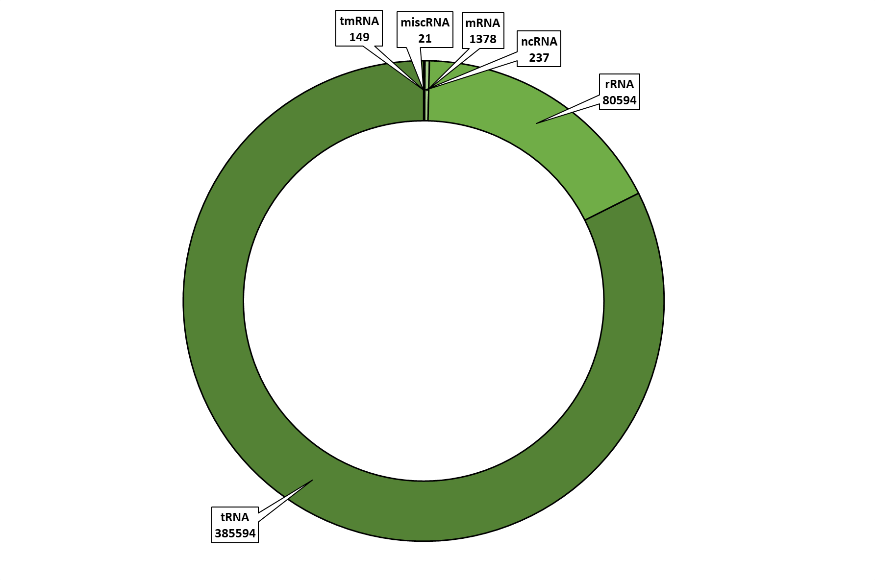 tmRNA
149
miscRNA
21
mRNA
1378
ncRNA
237
rRNA
80594
tRNA
385594